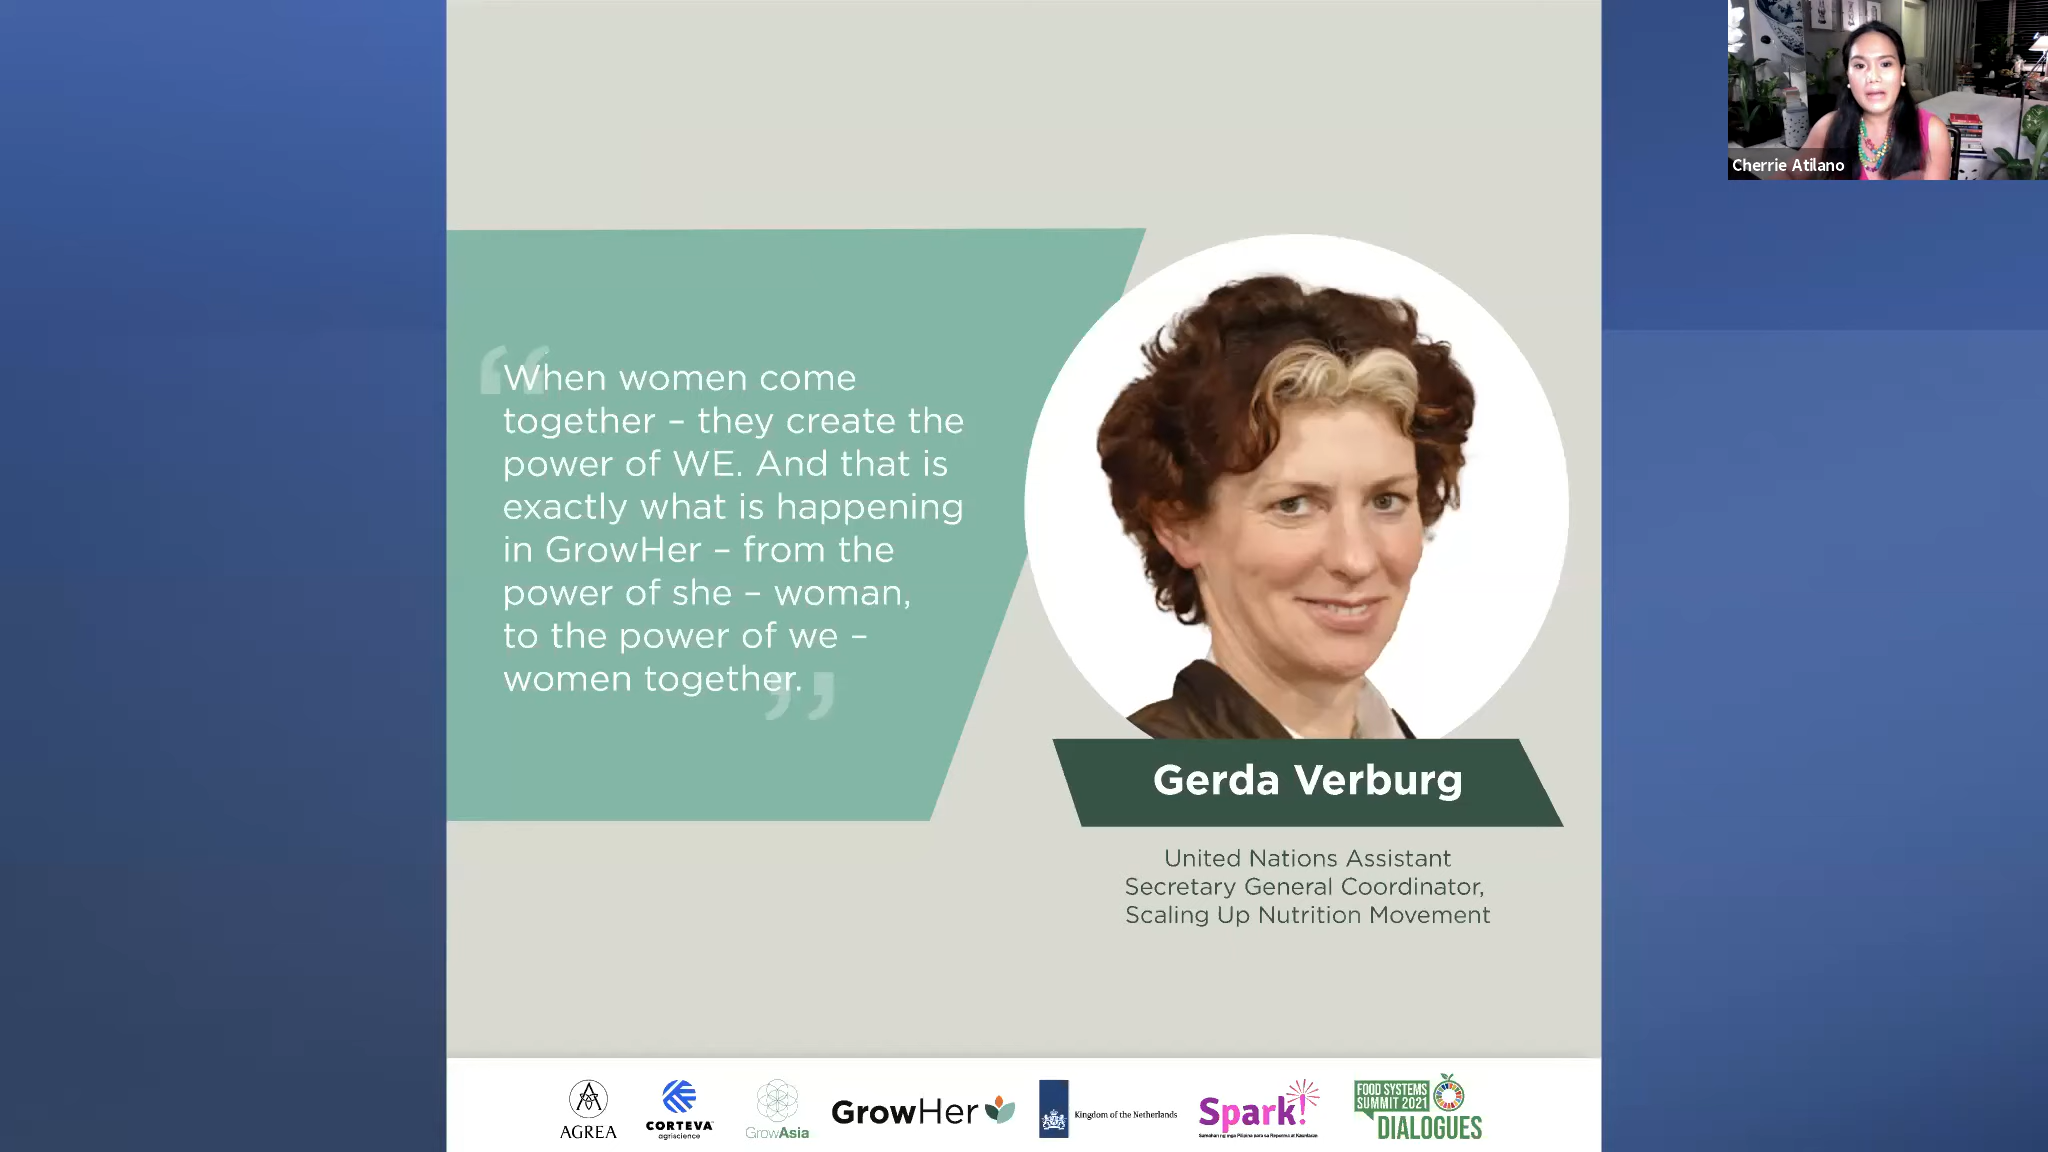 Cherrie Atilano
“When women come
together – they create the
power of WE. And that is
exactly what is happening
in GrowHer – from the
power of she – woman,
to the power of we –
women together.”
Gerda Verburg
United Nations Assistant
Secretary General Coordinator,
Scaling Up Nutrition Movement
AGREA
CORTEVA
agriscience
GrowAsia
GrowHer
Kingdom of the Netherlands
Spark!
FOOD SYSTEMS
SUMMIT 2021
DIALOGUES